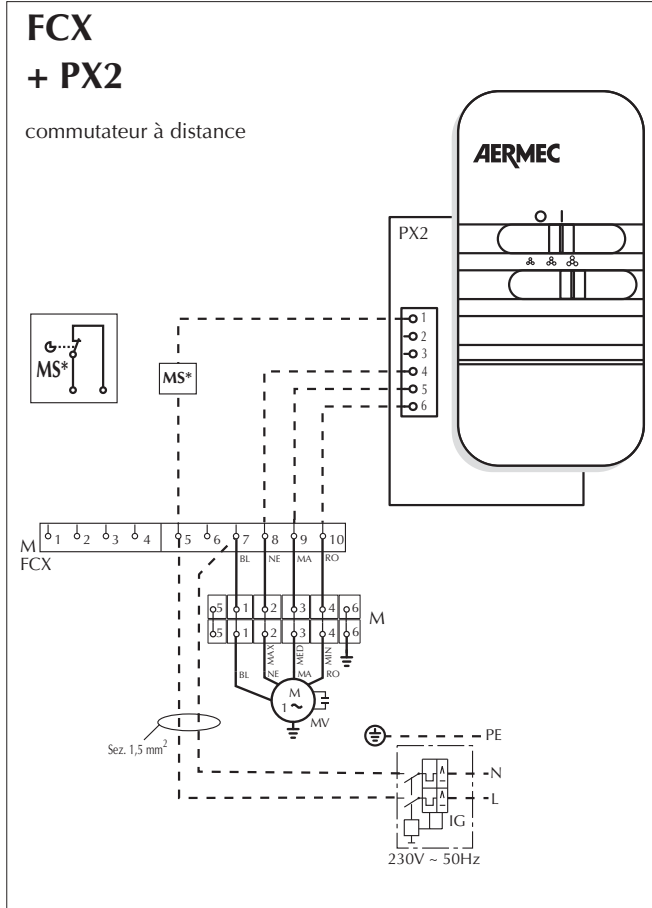 FCX
+ PX2
commutateur à distance
AERMEC
PX2
1
2
3
4
5
6
MS*
MS*
M
FCX
1 2 3 4 5 6 7 8 9 10
BL NE MA RO
5 1 2 3 4 6
M
5 1 2 3 4 6
MAX MED MIN
BL NE MA RO
M
1 ~
MV
Sez. 1,5 mm²
PE
N
L
IG
230V ~ 50Hz